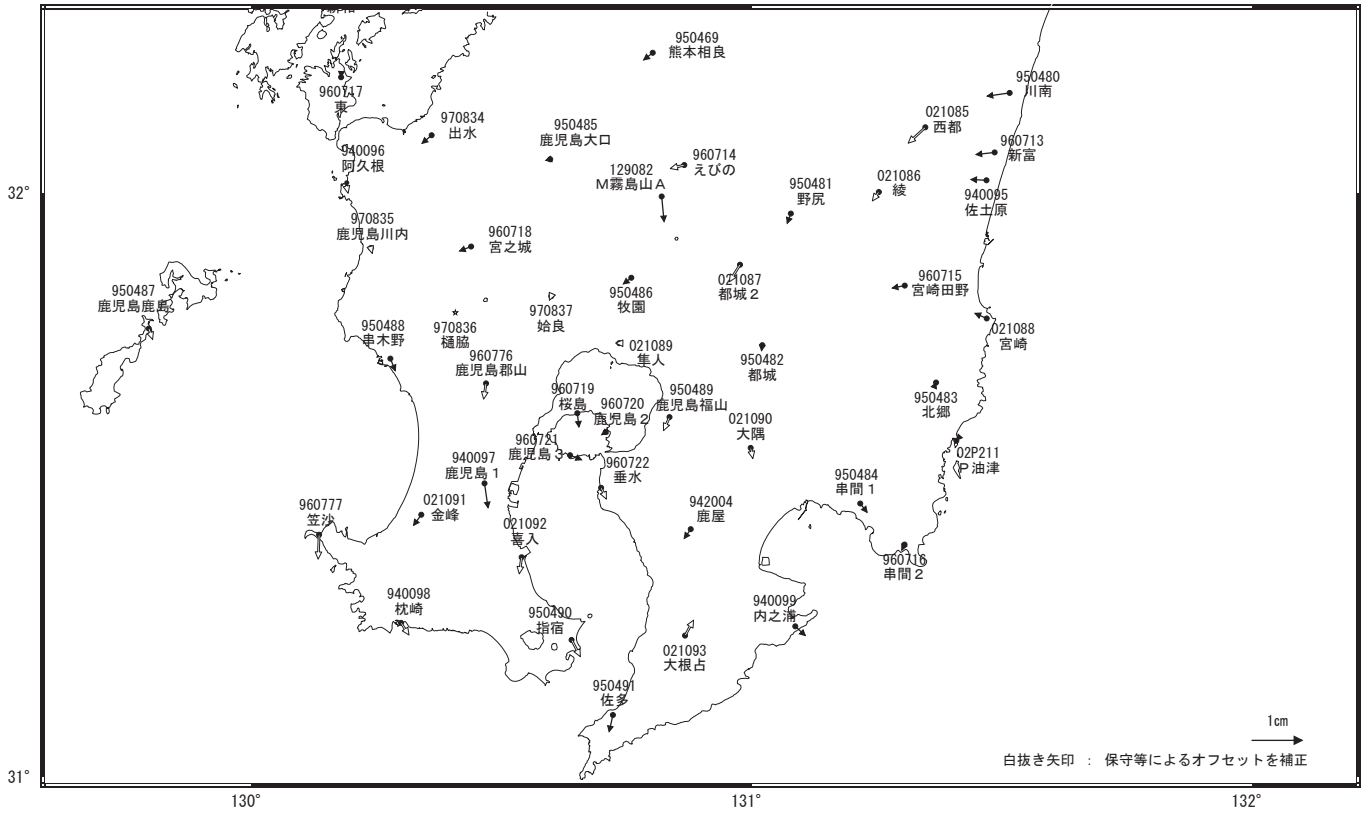 950469
熊本相良
960717
東
970834
出水
950485
鹿児島大口
950480
川南
021085
西都
960713
新富
940096
阿久根
129082
M霧島山A
960714
えびの
021086
綾
950481
野尻
940095
佐土原
32°
970835
鹿児島川内
960718
宮之城
950487
鹿児島鹿島
950486
牧園
021087
都城2
960715
宮崎田野
970837
姶良
970836
樋脇
950488
串木野
021088
宮崎
960776
鹿児島郡山
021089
隼人
950482
都城
960719
桜島
960720
鹿児島2
950489
鹿児島福山
950483
北郷
021090
大隅
960721
鹿児島3
940097
鹿児島1
960722
垂水
02P211
P油津
950484
串間1
960777
笠沙
021091
金峰
942004
鹿屋
021092
喜入
960716
串間2
940098
枕崎
950490
指宿
940099
内之浦
021093
大根占
950491
佐多
1cm
白抜き矢印 : 保守等によるオフセットを補正
31°
130°
131°
132°